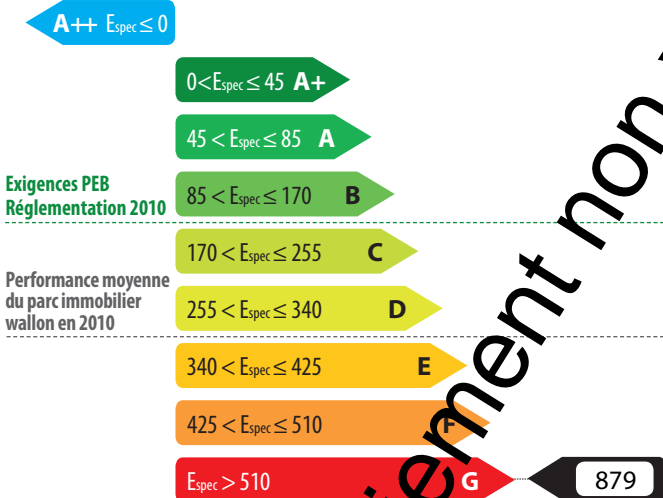 A++ Espec ≤ 0
0<Espec ≤ 45 A+
45 < Espec ≤ 85 A
Exigences PEB
Réglementation 2010
85 < Espec ≤ 170 B
170 < Espec ≤ 255 C
Performance moyenne
du parc immobilier
wallon en 2010
255 < Espec ≤ 340 D
340 < Espec ≤ 425 E
425 < Espec ≤ 510 F
Espec > 510 G
879
ement non